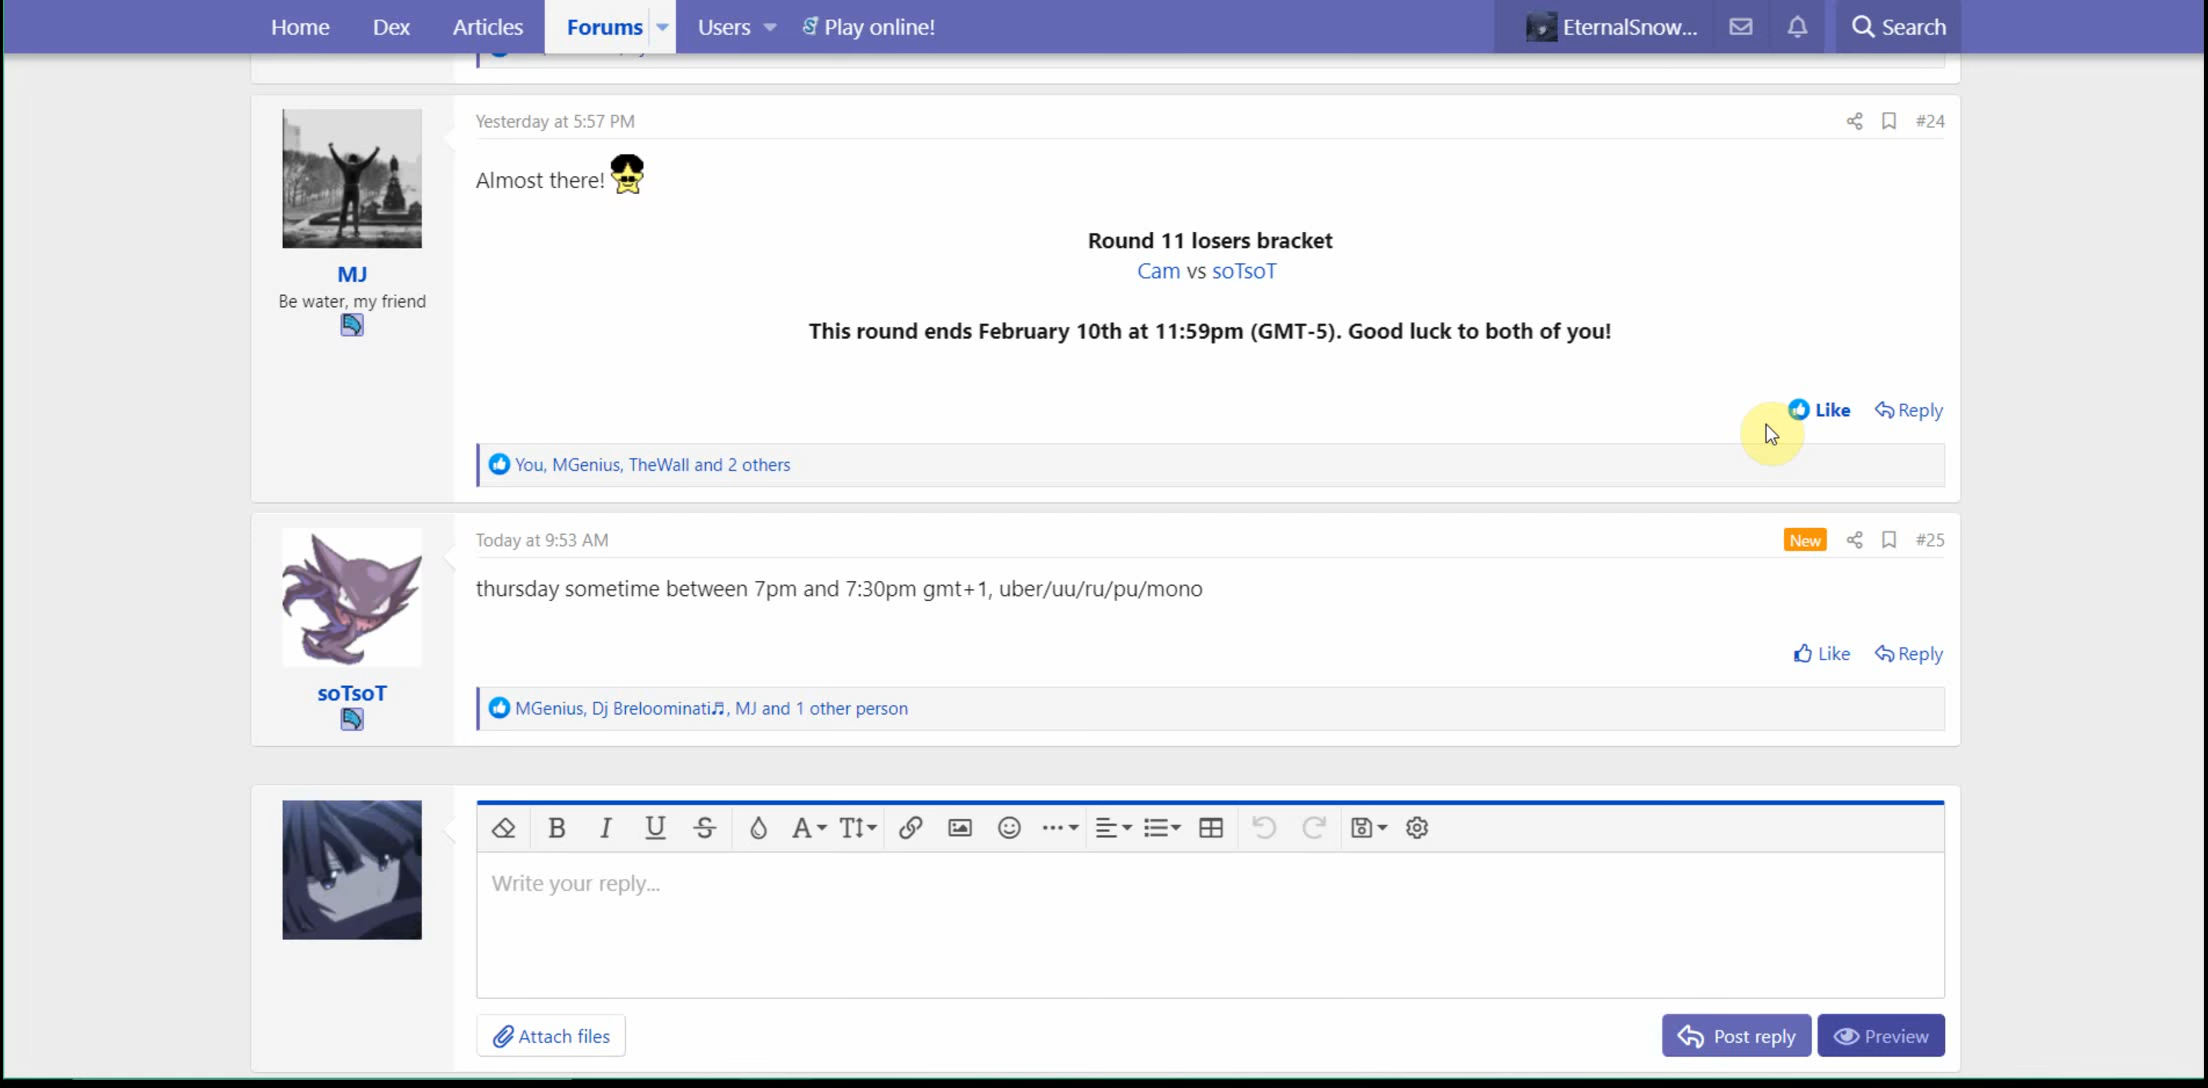 Home Dex Articles Forums Users Play online! EternalSnow... Search
Yesterday at 5:57 PM #24
Almost there!
Round 11 losers bracket
Cam vs soTsoT
This round ends February 10th at 11:59pm (GMT-5). Good luck to both of you!
MJ
Be water, my friend
Like Reply
You, MGenius, TheWall and 2 others
Today at 9:53 AM New #25
thursday sometime between 7pm and 7:30pm gmt+1, uber/uu/ru/pu/mono
Like Reply
soTsoT
MGenius, Dj Breloominati♬, MJ and 1 other person
B I U S A T
Write your reply...
Attach files Post reply Preview